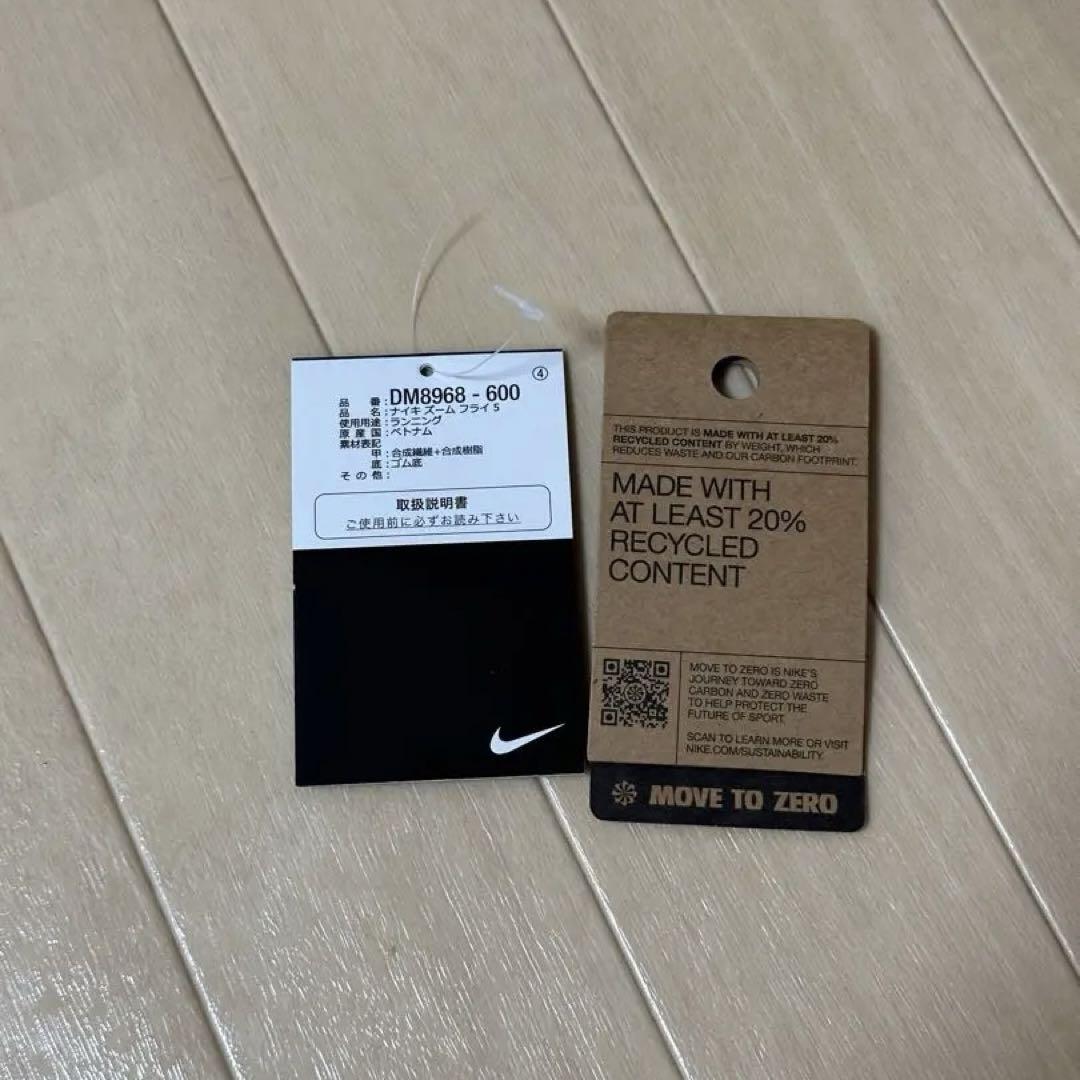 ④
品番:DM8968 - 600
品名:ナイキ ズーム フライ 5
使用用途:ランニング
原産国:ベトナム
素材表記
甲:合成繊維+合成樹脂
底:ゴム底
その他:
取扱説明書
ご使用前に必ずお読み下さい
THIS PRODUCT IS MADE WITH AT LEAST 20%
RECYCLED CONTENT BY WEIGHT, WHICH
REDUCES WASTE AND OUR CARBON FOOTPRINT.
MADE WITH
AT LEAST 20%
RECYCLED
CONTENT
MOVE TO ZERO IS NIKE'S
JOURNEY TOWARD ZERO
CARBON AND ZERO WASTE
TO HELP PROTECT THE
FUTURE OF SPORT.
SCAN TO LEARN MORE OR VISIT
NIKE.COM/SUSTAINABILITY.
MOVE TO ZERO